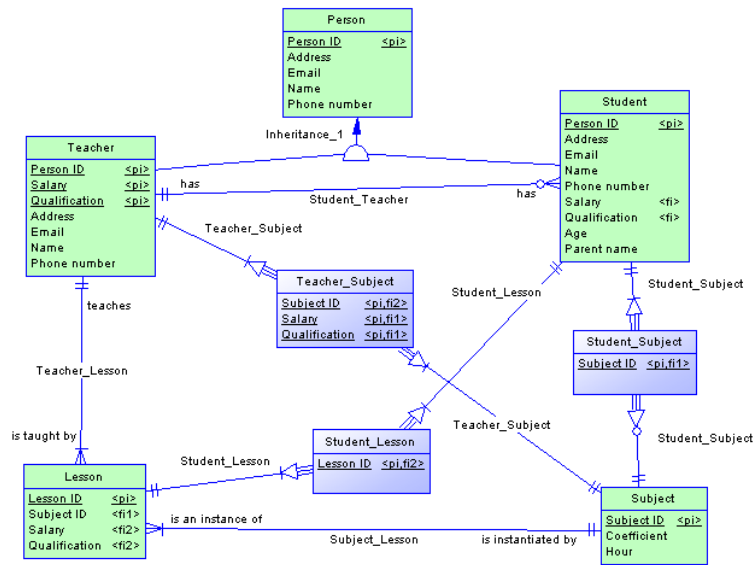 Person
Person ID <pi>
Address
Email
Name
Phone number
Inheritance_1
Student
Person ID <pi>
Address
Email
Name
Phone number
Salary <fi>
Qualification <fi>
Age
Parent name
Teacher
Person ID <pi>
Salary <pi>
Qualification <pi>
Address
Email
Name
Phone number
has
Student_Teacher
has
Teacher_Subject
Teacher_Subject
Subject ID <pi,fi2>
Salary <pi,fi1>
Qualification <pi,fi1>
Student_Lesson
Student_Subject
Student_Subject
Subject ID <pi,fi1>
teaches
Teacher_Lesson
is taught by
Teacher_Subject
Student_Subject
Student_Lesson
Student_Lesson
Lesson ID <pi,fi2>
Lesson
Lesson ID <pi>
Subject ID <fi1>
Salary <fi2>
Qualification <fi2>
is an instance of
Subject_Lesson
is instantiated by
Subject
Subject ID <pi>
Coefficient
Hour